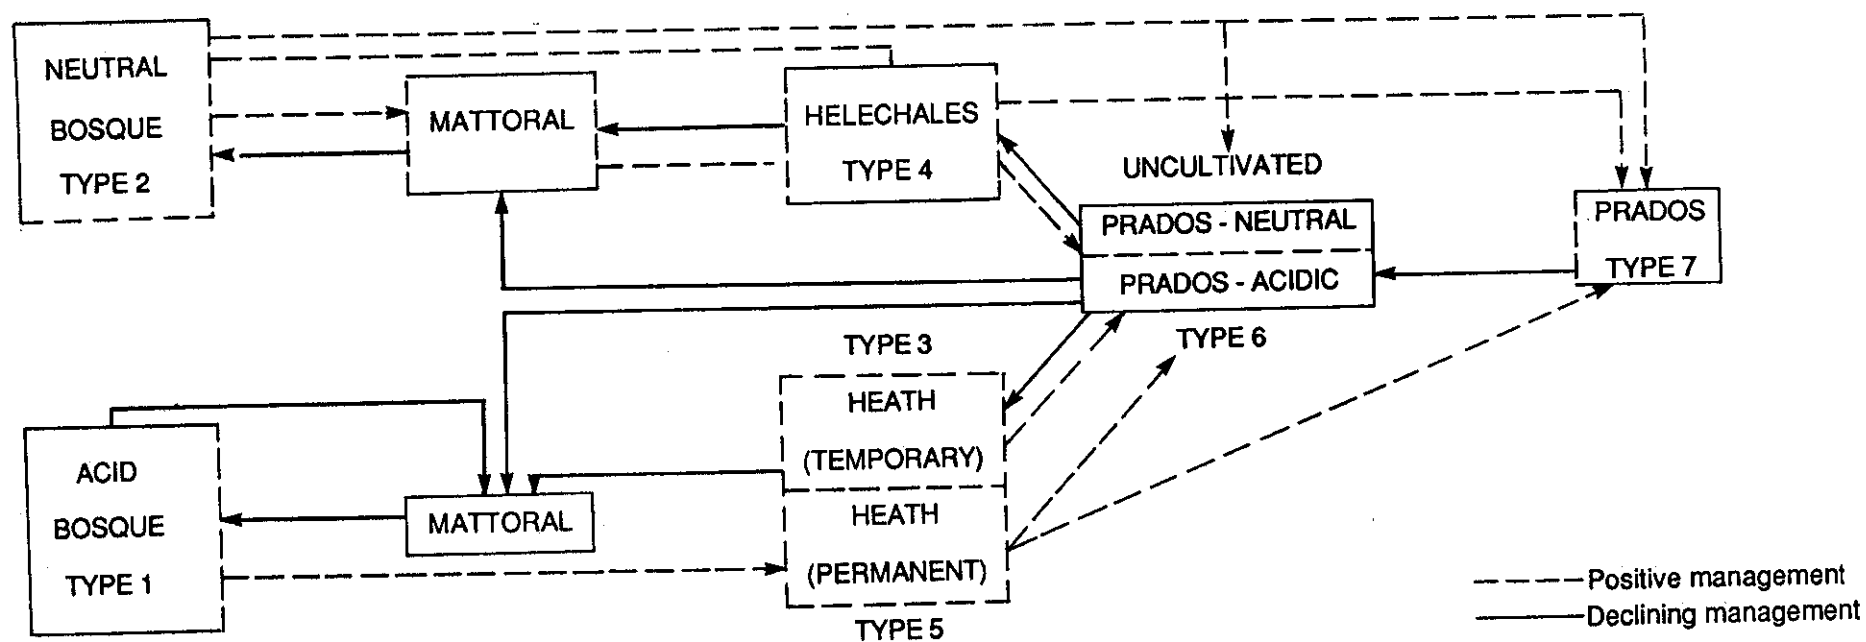 NEUTRAL
BOSQUE
TYPE 2
MATTORAL
HELECHALES
TYPE 4
UNCULTIVATED
PRADOS - NEUTRAL
PRADOS - ACIDIC
TYPE 6
PRADOS
TYPE 7
TYPE 3
HEATH
(TEMPORARY)
HEATH
(PERMANENT)
TYPE 5
ACID
BOSQUE
TYPE 1
MATTORAL
Positive management
Declining management